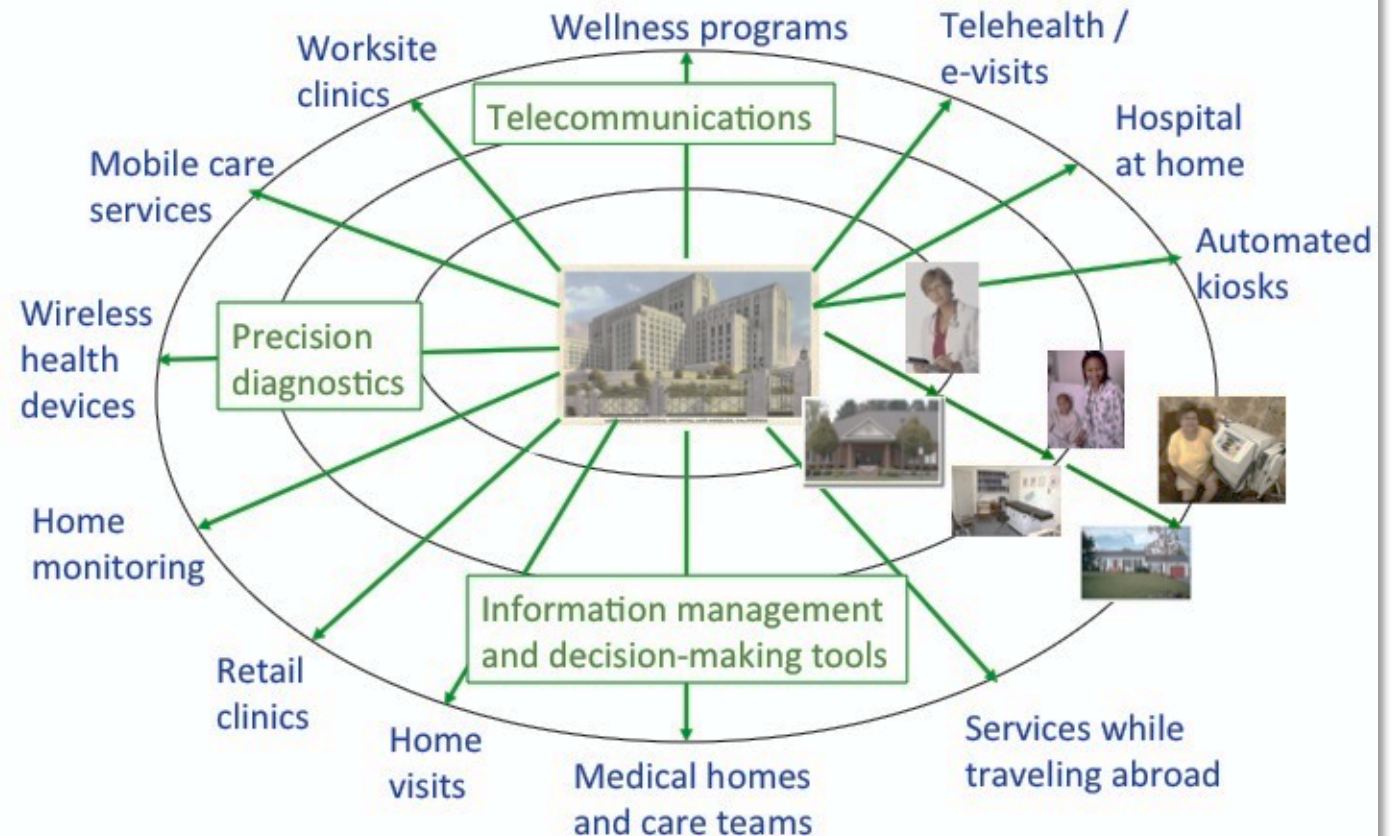 Wellness programs
Telehealth /
e-visits
Worksite
clinics
Telecommunications
Hospital
at home
Mobile care
services
Automated
kiosks
Wireless
health
devices
Precision
diagnostics
Home
monitoring
Information management
and decision-making tools
Retail
clinics
Home
visits
Medical homes
and care teams
Services while
traveling abroad